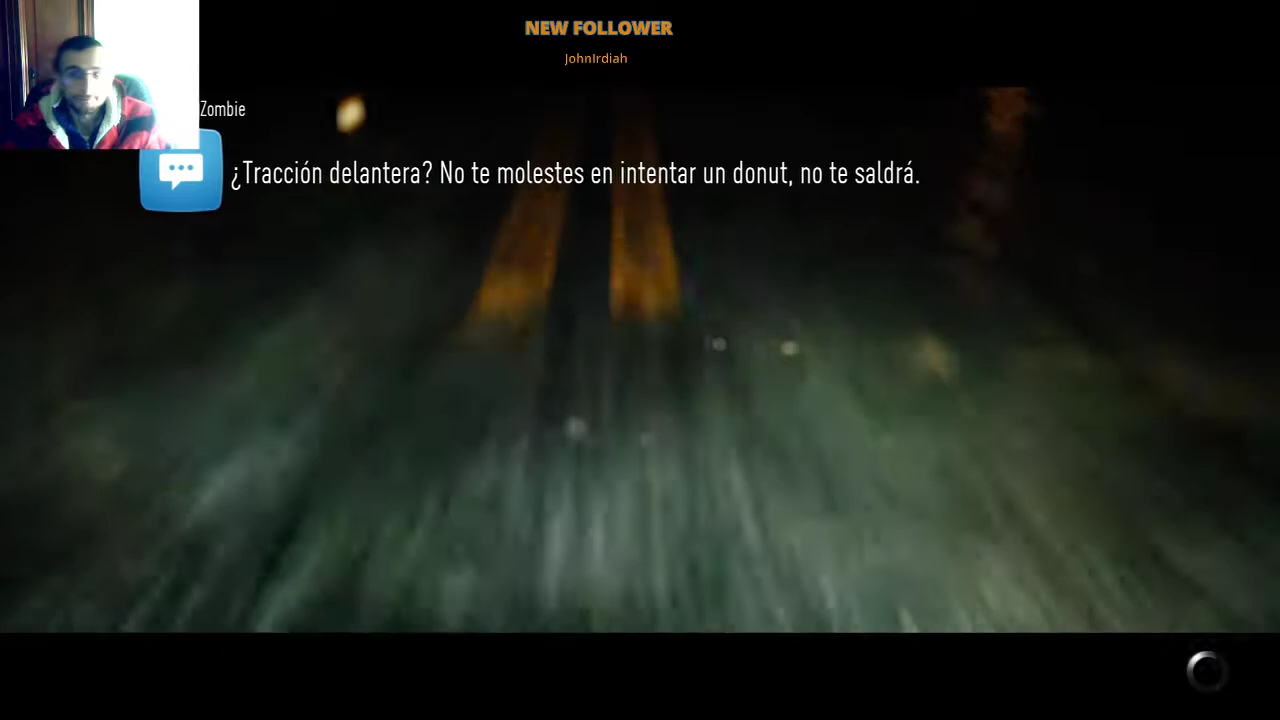 NEW FOLLOWER
JohnIrdiah
Zombie
¿Tracción delantera? No te molestes en intentar un donut, no te saldrá.